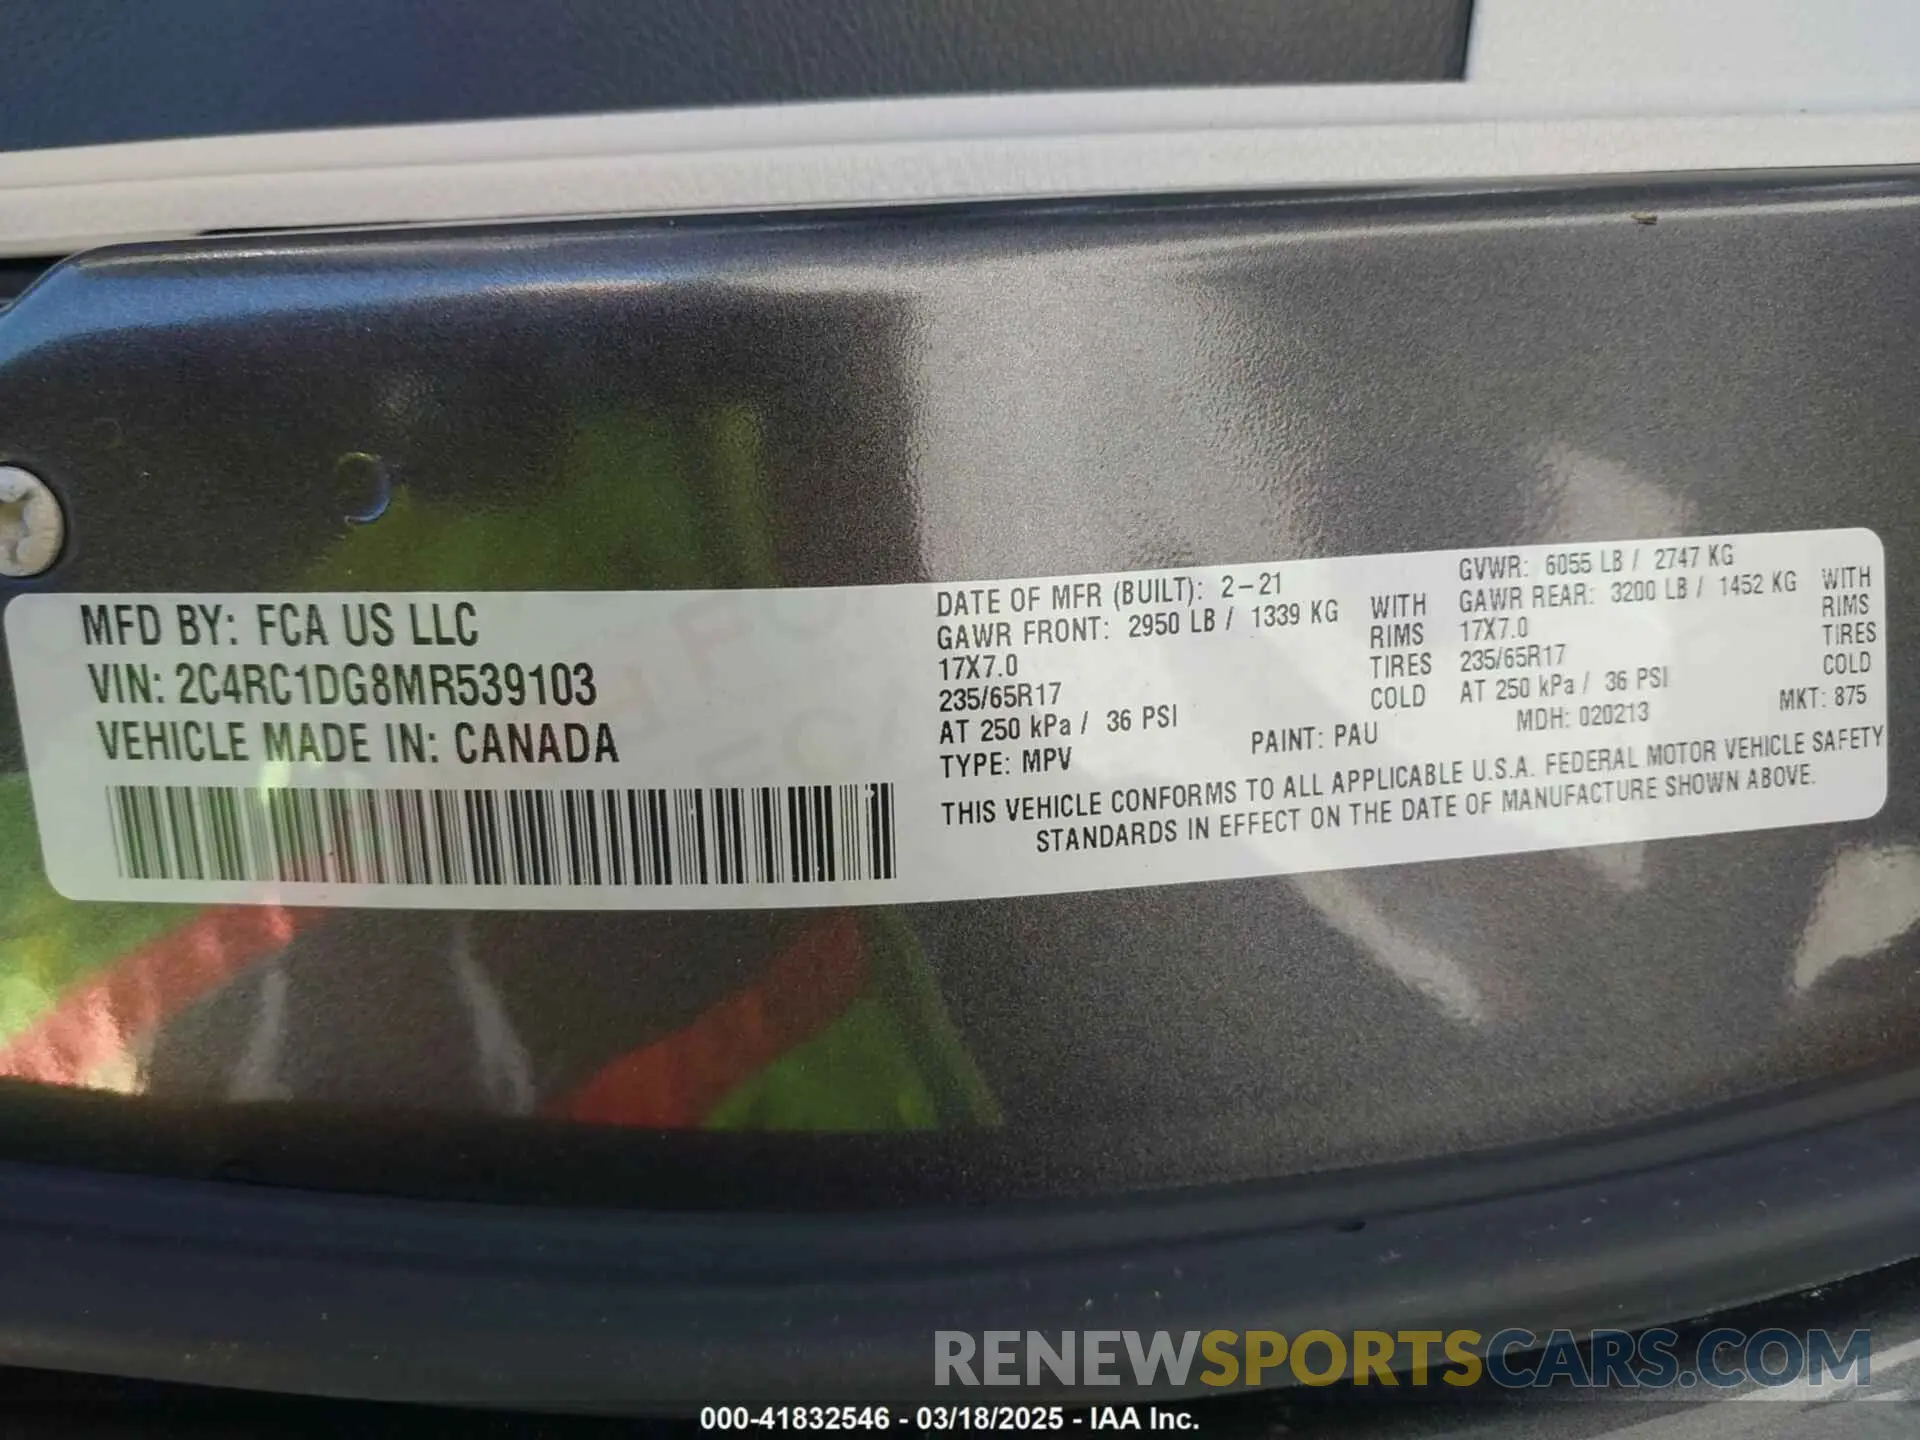 MFD BY: FCA US LLC
VIN: 2C4RC1DG8MR539103
VEHICLE MADE IN: CANADA
DATE OF MFR (BUILT): 2-21
GVWR: 6055 LB / 2747 KG
GAWR FRONT: 2950 LB / 1339 KG WITH
GAWR REAR: 3200 LB / 1452 KG WITH
17X7.0 RIMS
17X7.0 RIMS
235/65R17 TIRES
235/65R17 TIRES
AT 250 kPa / 36 PSI COLD
AT 250 kPa / 36 PSI COLD
TYPE: MPV PAINT: PAU MDH: 020213 MKT: 875
THIS VEHICLE CONFORMS TO ALL APPLICABLE U.S.A. FEDERAL MOTOR VEHICLE SAFETY
STANDARDS IN EFFECT ON THE DATE OF MANUFACTURE SHOWN ABOVE.
RENEWSPORTSCARS.COM
000-41832546 - 03/18/2025 - IAA Inc.